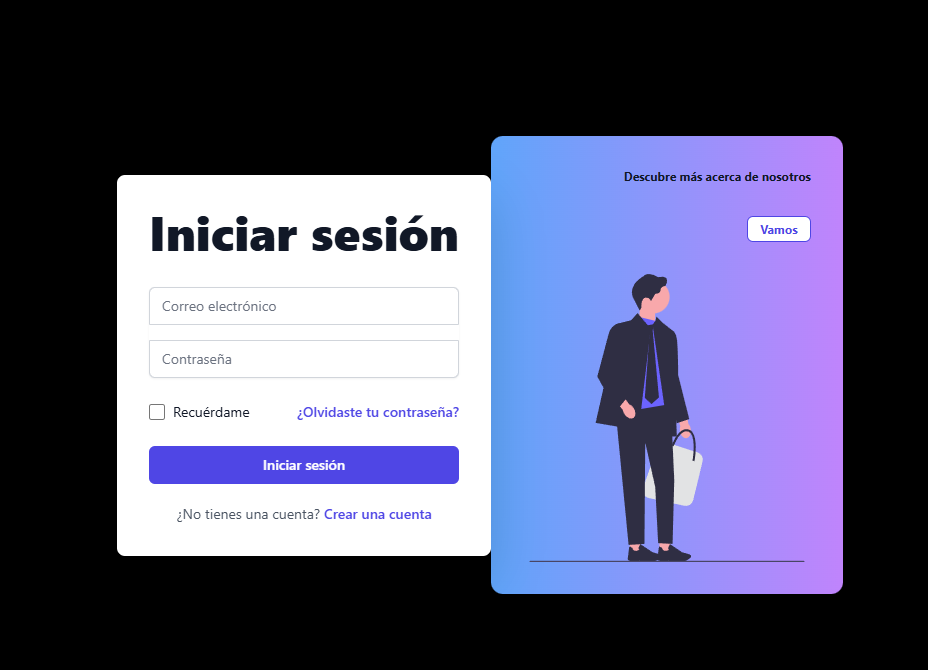 Iniciar sesión
Correo electrónico
Contraseña
Recuérdame
¿Olvidaste tu contraseña?
Iniciar sesión
¿No tienes una cuenta? Crear una cuenta
Descubre más acerca de nosotros
Vamos